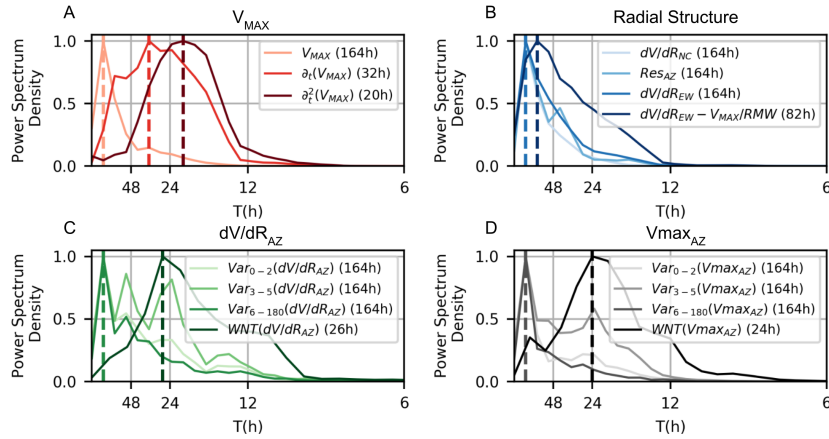 A
V_MAX
Power Spectrum
Density
1.0
0.5
0.0
V_MAX (164h)
∂_t(V_MAX) (32h)
∂_t^2(V_MAX) (20h)
48
24
12
6
T(h)
B
Radial Structure
Power Spectrum
Density
1.0
0.5
0.0
dV/dR_NC (164h)
Res_AZ (164h)
dV/dR_EW (164h)
dV/dR_EW − V_MAX/RMW (82h)
48
24
12
6
T(h)
C
dV/dR_AZ
Power Spectrum
Density
1.0
0.5
0.0
Var_0−2(dV/dR_AZ) (164h)
Var_3−5(dV/dR_AZ) (164h)
Var_6−180(dV/dR_AZ) (164h)
WNT(dV/dR_AZ) (26h)
48
24
12
6
T(h)
D
Vmax_AZ
Power Spectrum
Density
1.0
0.5
0.0
Var_0−2(Vmax_AZ) (164h)
Var_3−5(Vmax_AZ) (164h)
Var_6−180(Vmax_AZ) (164h)
WNT(Vmax_AZ) (24h)
48
24
12
6
T(h)